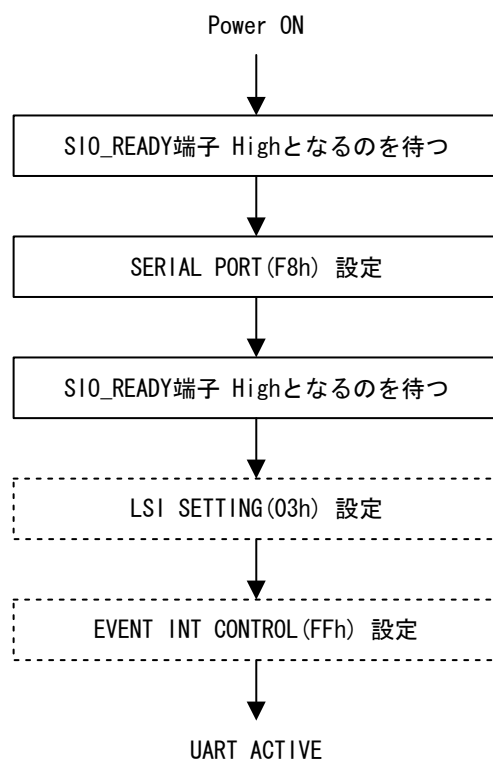 Power ON
SIO_READY端子 Highとなるのを待つ
SERIAL PORT(F8h) 設定
SIO_READY端子 Highとなるのを待つ
LSI SETTING(03h) 設定
EVENT INT CONTROL(FFh) 設定
UART ACTIVE